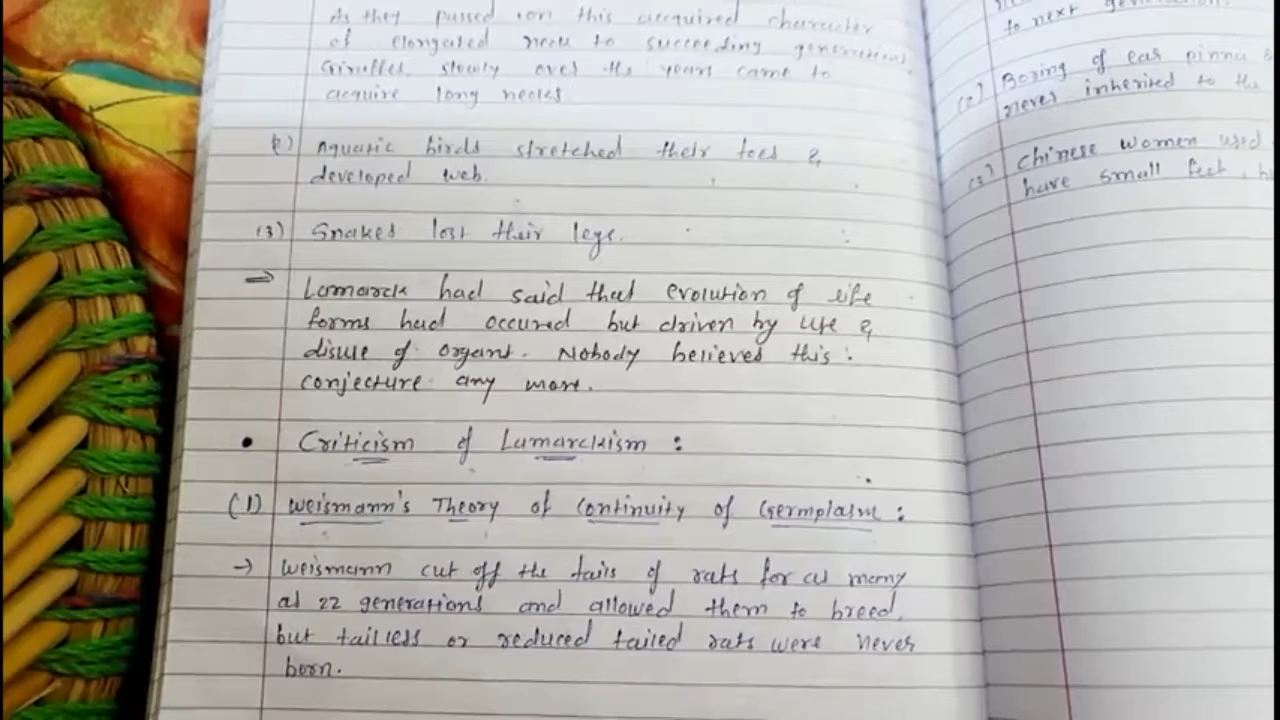 As they passed on this acquired character
of elongated neck to succeeding generations,
Giraffes, slowly over the years came to
acquire long necks.
(2) Aquatic birds stretched their toes &
developed web.
(3) Snakes lost their legs.
⇒ Lamarck had said that evolution of life
forms had occured but driven by use &
disuse of organs. Nobody believes this
conjecture any more.
• Criticism of Lamarckism :
(1) Weismann's Theory of Continuity of Germplasm :
→ Weismann cut off the tails of rats for as many
as 22 generations and allowed them to breed,
but tailless or reduced tailed rats were never
born.
to next generation.
(2) Boring of ear pinna
never inherited to the
(3) Chinese women used
have small feet,